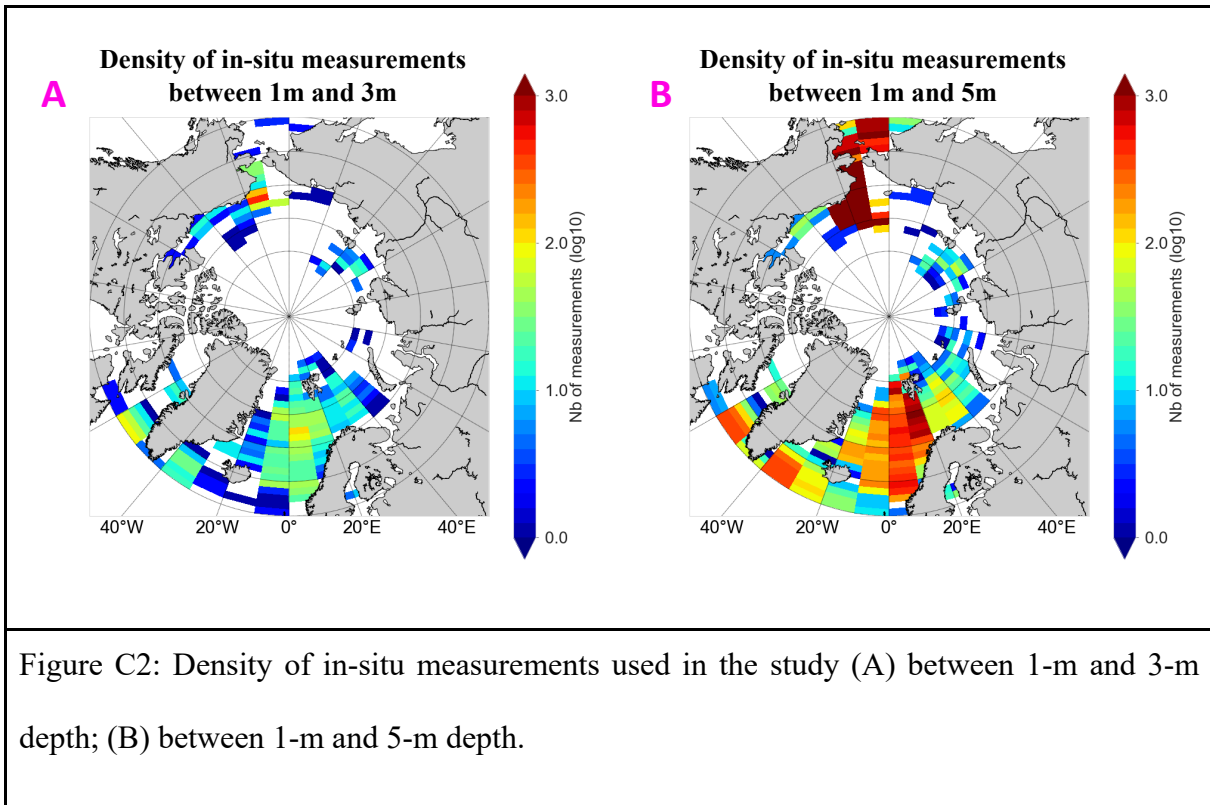 Density of in-situ measurements
between 1m and 3m
A
3.0
2.0
1.0
0.0
Nb of measurements (log10)
40°W
20°W
0°
20°E
40°E
Density of in-situ measurements
between 1m and 5m
B
3.0
2.0
1.0
0.0
Nb of measurements (log10)
40°W
20°W
0°
20°E
40°E
Figure C2: Density of in-situ measurements used in the study (A) between 1-m and 3-m
depth; (B) between 1-m and 5-m depth.